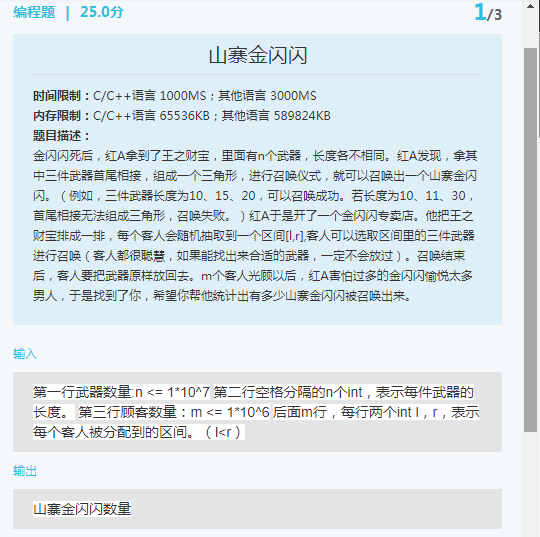 编程题 | 25.0分
1/3
山寨金闪闪
时间限制：C/C++语言 1000MS；其他语言 3000MS
内存限制：C/C++语言 65536KB；其他语言 589824KB
题目描述：
金闪闪死后，红A拿到了王之财宝，里面有n个武器，长度各不相同。红A发现，拿其
中三件武器首尾相接，组成一个三角形，进行召唤仪式，就可以召唤出一个山寨金闪
闪。（例如，三件武器长度为10、15、20，可以召唤成功。若长度为10、11、30，
首尾相接无法组成三角形，召唤失败。）红A于是开了一个金闪闪专卖店。他把王之
财宝排成一排，每个客人会随机抽取到一个区间[l,r],客人可以选取区间里的三件武器
进行召唤（客人都很聪慧，如果能找出来合适的武器，一定不会放过）。召唤结束
后，客人要把武器原样放回去。m个客人光顾以后，红A害怕过多的金闪闪愉悦太多
男人，于是找到了你，希望你帮他统计出有多少山寨金闪闪被召唤出来。
输入
第一行武器数量:n <= 1*10^7 第二行空格分隔的n个int，表示每件武器的
长度。 第三行顾客数量：m <= 1*10^6 后面m行，每行两个int l，r，表示
每个客人被分配到的区间。（l<r）
输出
山寨金闪闪数量